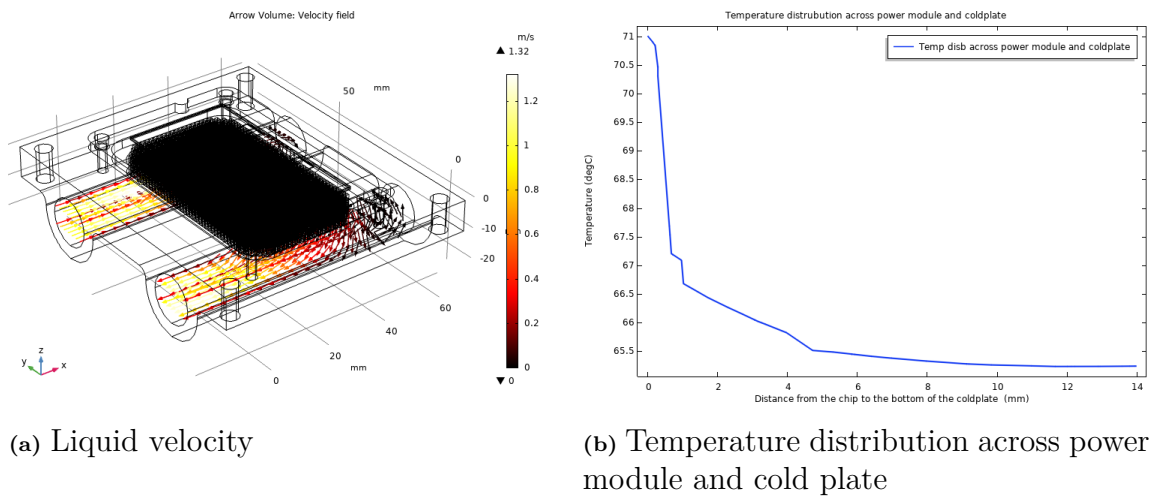 Arrow Volume: Velocity field
m/s
▲ 1.32
1.2
1
0.8
0.6
0.4
0.2
0
▼ 0
50
mm
0
0
-10
-20
60
40
20
mm
0
z
y
x
(a) Liquid velocity
Temperature distrubution across power module and coldplate
Temp disb across power module and coldplate
Temperature (degC)
71
70.5
70
69.5
69
68.5
68
67.5
67
66.5
66
65.5
0 2 4 6 8 10 12 14
Distance from the chip to the bottom of the coldplate (mm)
(b) Temperature distribution across power
module and cold plate